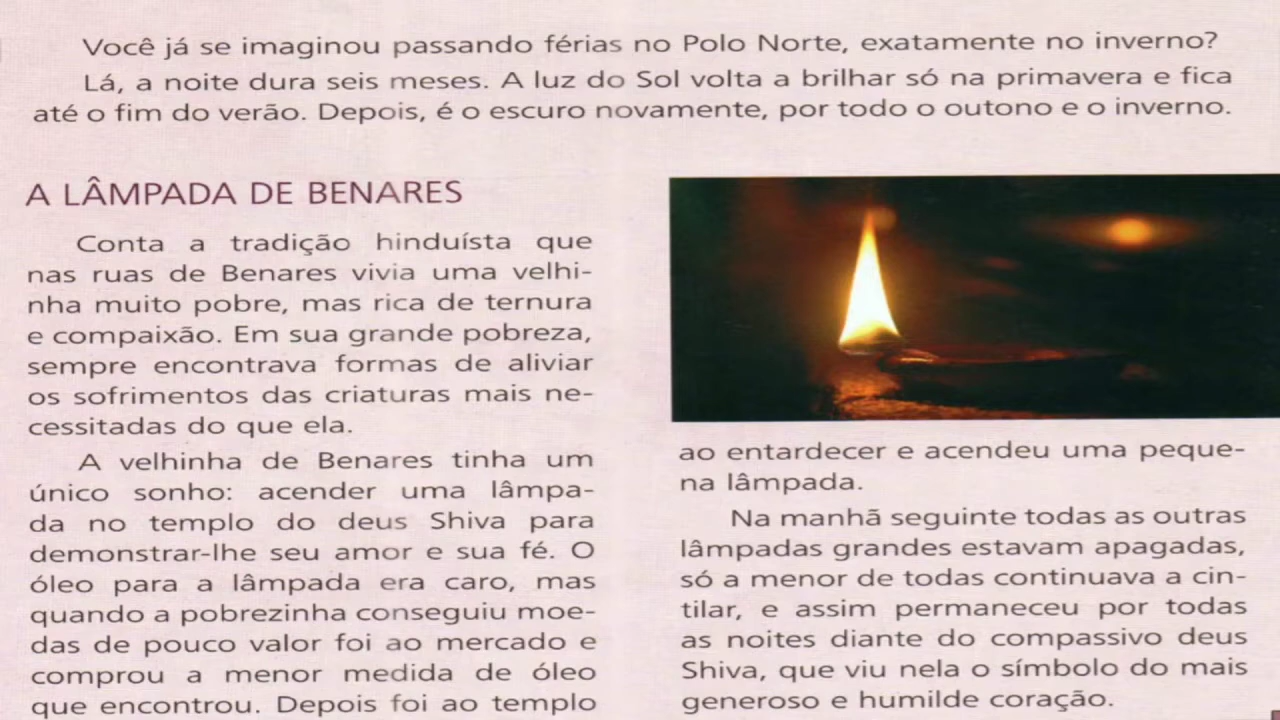 Você já se imaginou passando férias no Polo Norte, exatamente no inverno?
Lá, a noite dura seis meses. A luz do Sol volta a brilhar só na primavera e fica
até o fim do verão. Depois, é o escuro novamente, por todo o outono e o inverno.
A LÂMPADA DE BENARES
Conta a tradição hinduísta que
nas ruas de Benares vivia uma velhi-
nha muito pobre, mas rica de ternura
e compaixão. Em sua grande pobreza,
sempre encontrava formas de aliviar
os sofrimentos das criaturas mais ne-
cessitadas do que ela.
A velhinha de Benares tinha um
único sonho: acender uma lâmpa-
da no templo do deus Shiva para
demonstrar-lhe seu amor e sua fé. O
óleo para a lâmpada era caro, mas
quando a pobrezinha conseguiu moe-
das de pouco valor foi ao mercado e
comprou a menor medida de óleo
que encontrou. Depois foi ao templo
ao entardecer e acendeu uma peque-
na lâmpada.
Na manhã seguinte todas as outras
lâmpadas grandes estavam apagadas,
só a menor de todas continuava a cin-
tilar, e assim permaneceu por todas
as noites diante do compassivo deus
Shiva, que viu nela o símbolo do mais
generoso e humilde coração.